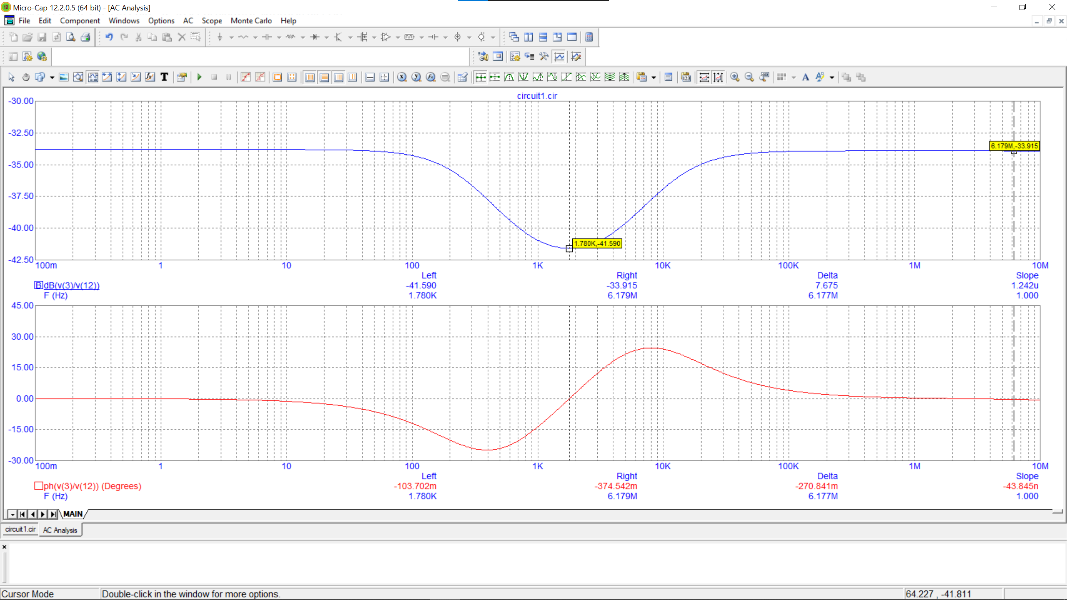 Micro-Cap 12.2.0.5 (64 bit) - [AC Analysis]
File Edit Component Windows Options AC Scope Monte Carlo Help
circuit1.cir
-30.00
-32.50
-35.00
-37.50
-40.00
-42.50
6.179M,-33.915
1.780K,-41.590
100m 1 10 100 1K 10K 100K 1M 10M
Left Right Delta Slope
dB(v(3)/v(12)) -41.590 -33.915 7.675 1.242u
F (Hz) 1.780K 6.179M 6.177M 1.000
45.00
30.00
15.00
0.00
-15.00
-30.00
100m 1 10 100 1K 10K 100K 1M 10M
Left Right Delta Slope
ph(v(3)/v(12)) (Degrees) -103.702m -374.542m -270.841m -43.845n
F (Hz) 1.780K 6.179M 6.177M 1.000
MAIN
circuit1.cir AC Analysis
Cursor Mode Double-click in the window for more options. 64.227 , -41.811